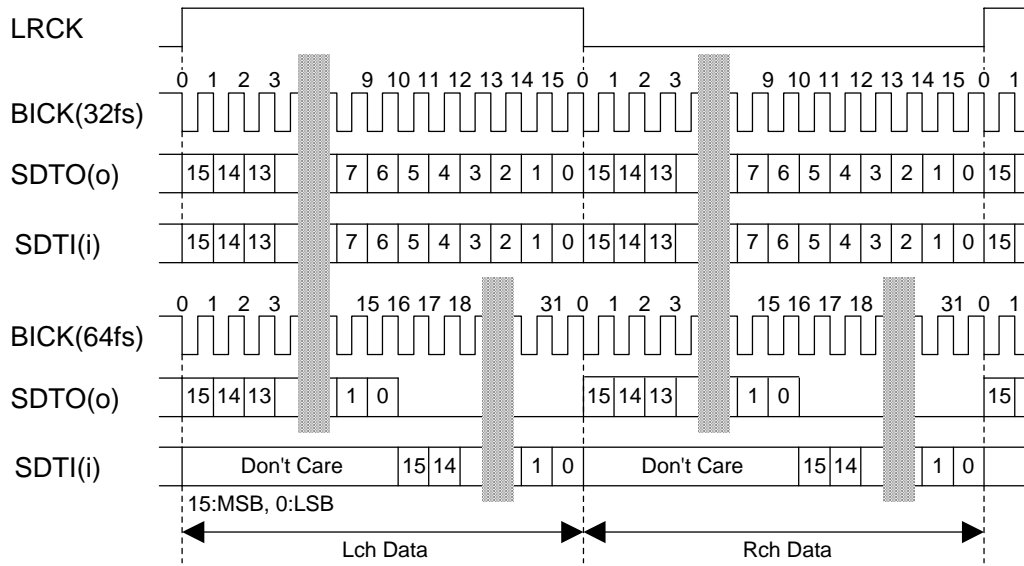 LRCK
0 1 2 3 9 10 11 12 13 14 15 0 1 2 3 9 10 11 12 13 14 15 0 1
BICK(32fs)
SDTO(o) 15 14 13 7 6 5 4 3 2 1 0 15 14 13 7 6 5 4 3 2 1 0 15
SDTI(i) 15 14 13 7 6 5 4 3 2 1 0 15 14 13 7 6 5 4 3 2 1 0 15
0 1 2 3 15 16 17 18 31 0 1 2 3 15 16 17 18 31 0 1
BICK(64fs)
SDTO(o) 15 14 13 1 0 15 14 13 1 0 15
SDTI(i) Don't Care 15 14 1 0 Don't Care 15 14 1 0
15:MSB, 0:LSB
Lch Data Rch Data